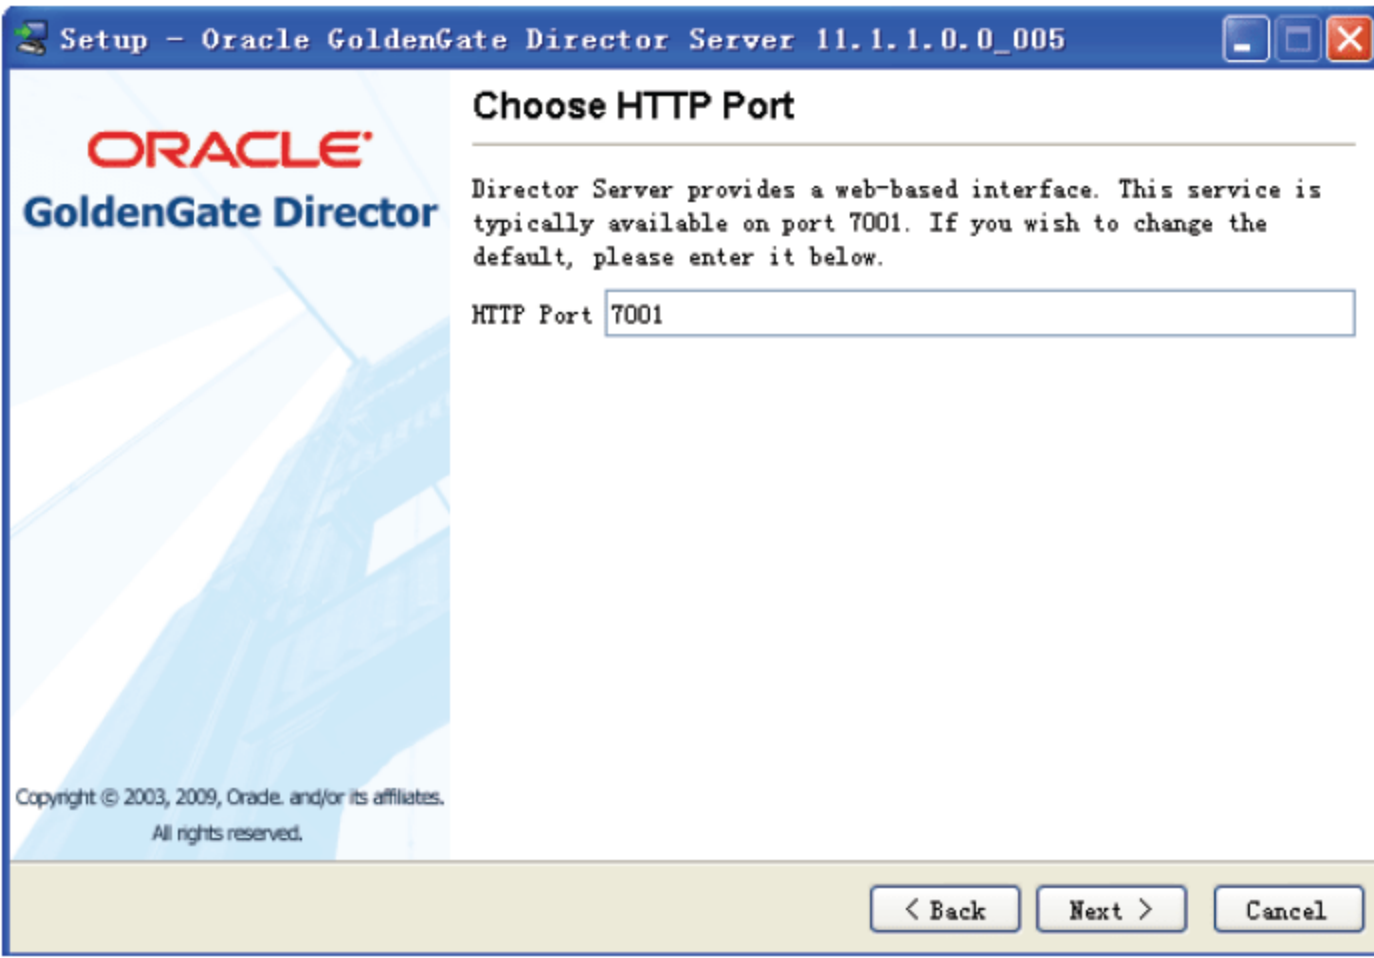 Setup - Oracle GoldenGate Director Server 11.1.1.0.0_005
ORACLE
GoldenGate Director
Choose HTTP Port
Director Server provides a web-based interface. This service is
typically available on port 7001. If you wish to change the
default, please enter it below.
HTTP Port 7001
Copyright © 2003, 2009, Oracle. and/or its affiliates.
All rights reserved.
< Back Next > Cancel